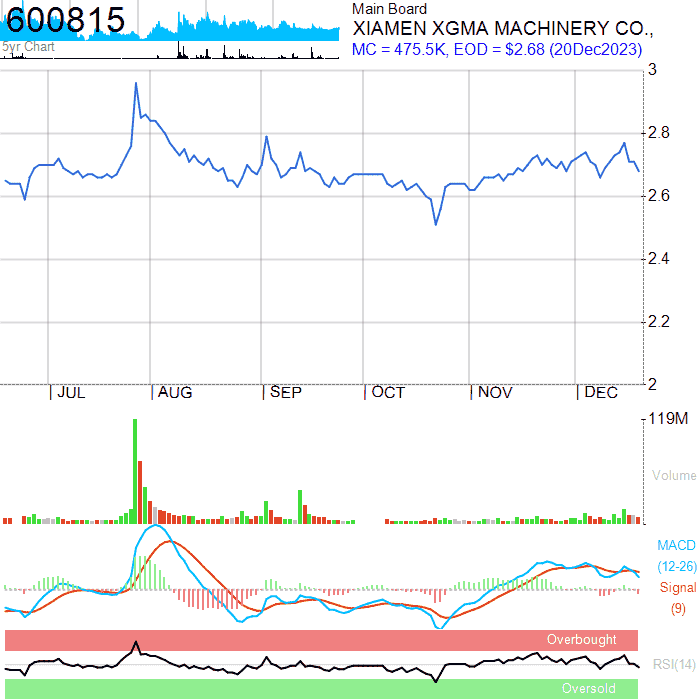 600815
5yr Chart
Main Board
XIAMEN XGMA MACHINERY CO.,
MC = 475.5K, EOD = $2.68 (20Dec2023)
3
2.8
2.6
2.4
2.2
2
JUL AUG SEP OCT NOV DEC
119M
Volume
MACD
(12-26)
Signal
(9)
Overbought
RSI(14)
Oversold